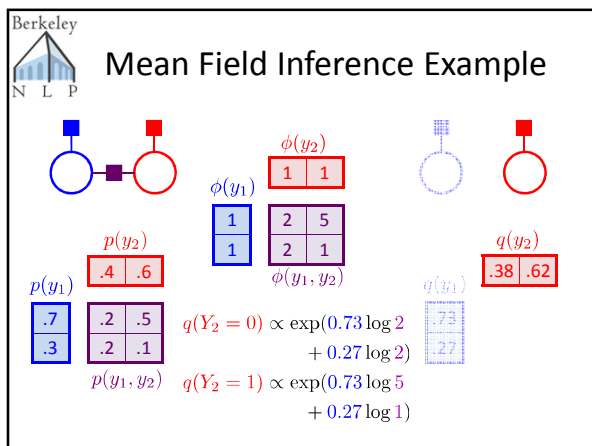 Berkeley
N L P
Mean Field Inference Example
ϕ(y₂)
1 1
ϕ(y₁)
1
1
2 5
2 1
ϕ(y₁, y₂)
p(y₂)
.4 .6
p(y₁)
.7
.3
.2 .5
.2 .1
p(y₁, y₂)
q(y₂)
.38 .62
q(y₁)
.73
.27
q(Y₂ = 0) ∝ exp(0.73 log 2
+ 0.27 log 2)
q(Y₂ = 1) ∝ exp(0.73 log 5
+ 0.27 log 1)